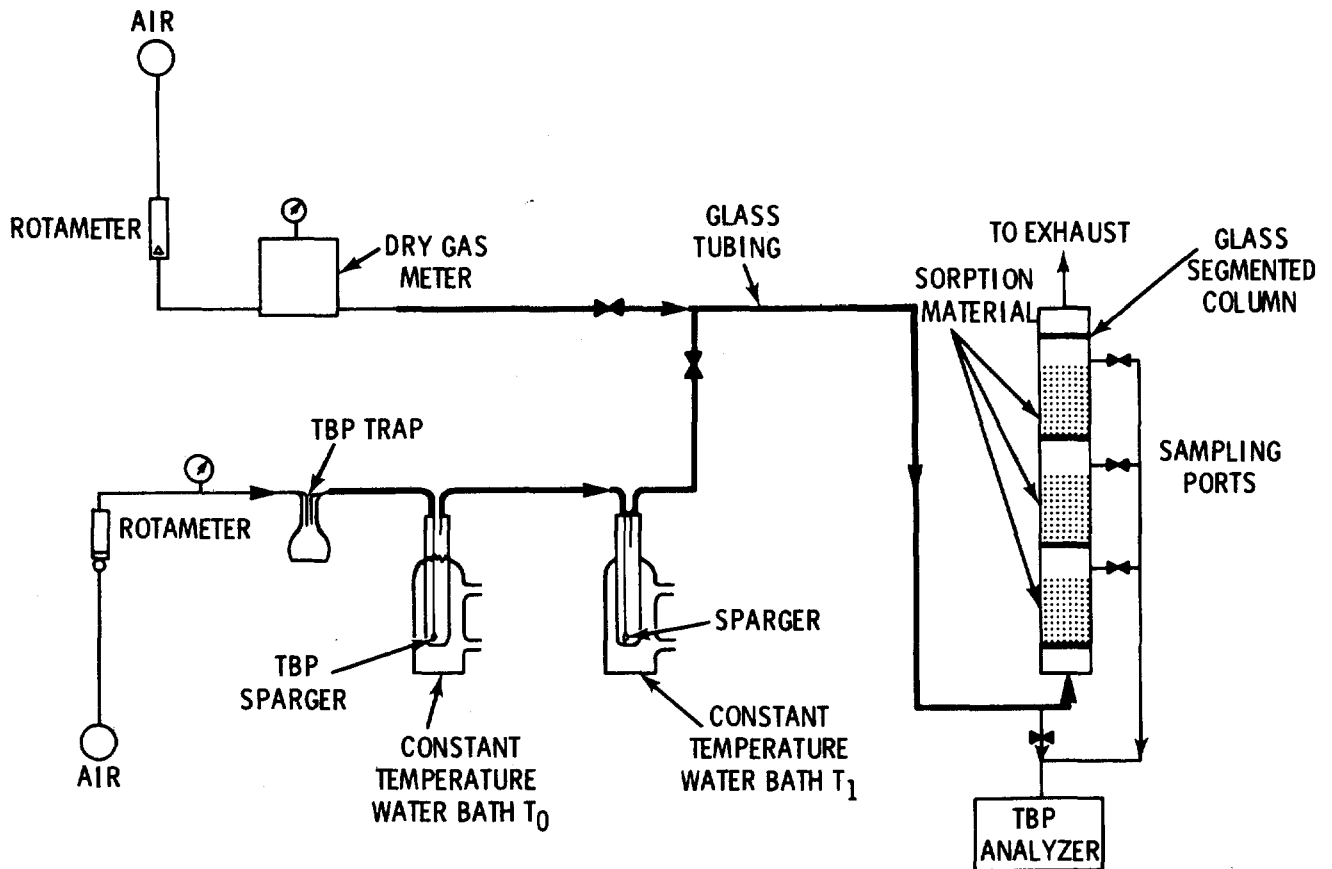 AIR
ROTAMETER
DRY GAS
METER
GLASS
TUBING
TO EXHAUST
GLASS
SEGMENTED
COLUMN
SORPTION
MATERIAL
TBP TRAP
ROTAMETER
SAMPLING
PORTS
SPARGER
TBP
SPARGER
AIR
CONSTANT
TEMPERATURE
WATER BATH T0
CONSTANT
TEMPERATURE
WATER BATH T1
TBP
ANALYZER